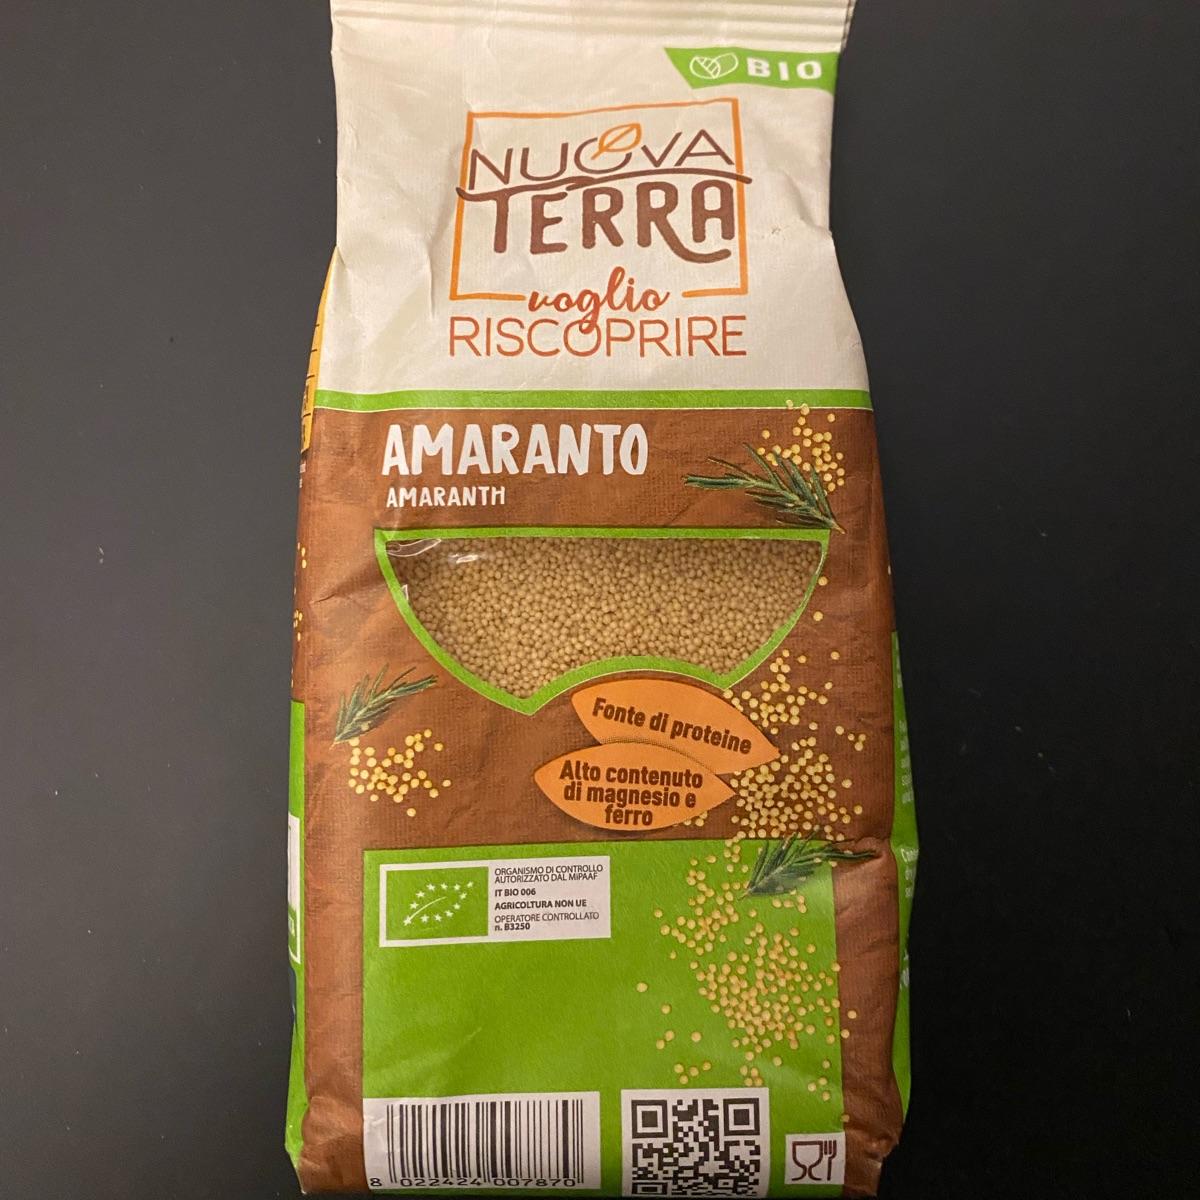 BIO
NUOVA
TERRA
voglio
RISCOPRIRE
AMARANTO
AMARANTH
Fonte di proteine
Alto contenuto
di magnesio e
ferro
ORGANISMO DI CONTROLLO
AUTORIZZATO DAL MIPAAF
IT BIO 006
AGRICOLTURA NON UE
OPERATORE CONTROLLATO
n. B3250
8 022424 007870